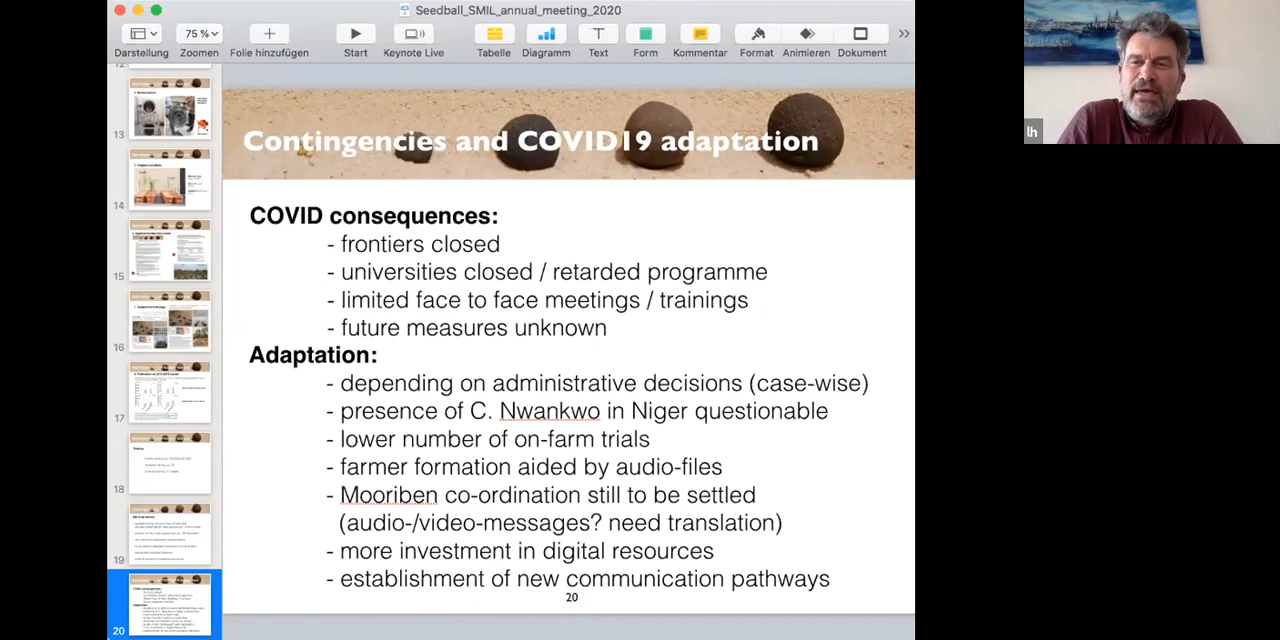 Seedball_SMIL_annual_meeting_2020
75 %
Darstellung
Zoomen
Folie hinzufügen
Start
Keynote Live
Tabelle
Diagramm
Text
Form
Kommentar
Format
Animieren
Dokument
12
13
14
15
16
17
18
19
20
Contingencies and COVID19 adaptation
COVID consequences:
- frontiers closed
- universities closed / rearded programme
- limited face to face meetings / trainings
- future measures unknown
Adaptation:
- depending on administrative decisions (case-wise)
- presence of C. Nwankwo in Niger questionable
- lower number of on-farm trials
- farmer formation aided by audio-files
- Mooriben co-ordination still to be settled
(audio-/video-messages? need translation)
- more investment in digital resources
- establishment of new communication pathways
20
lh